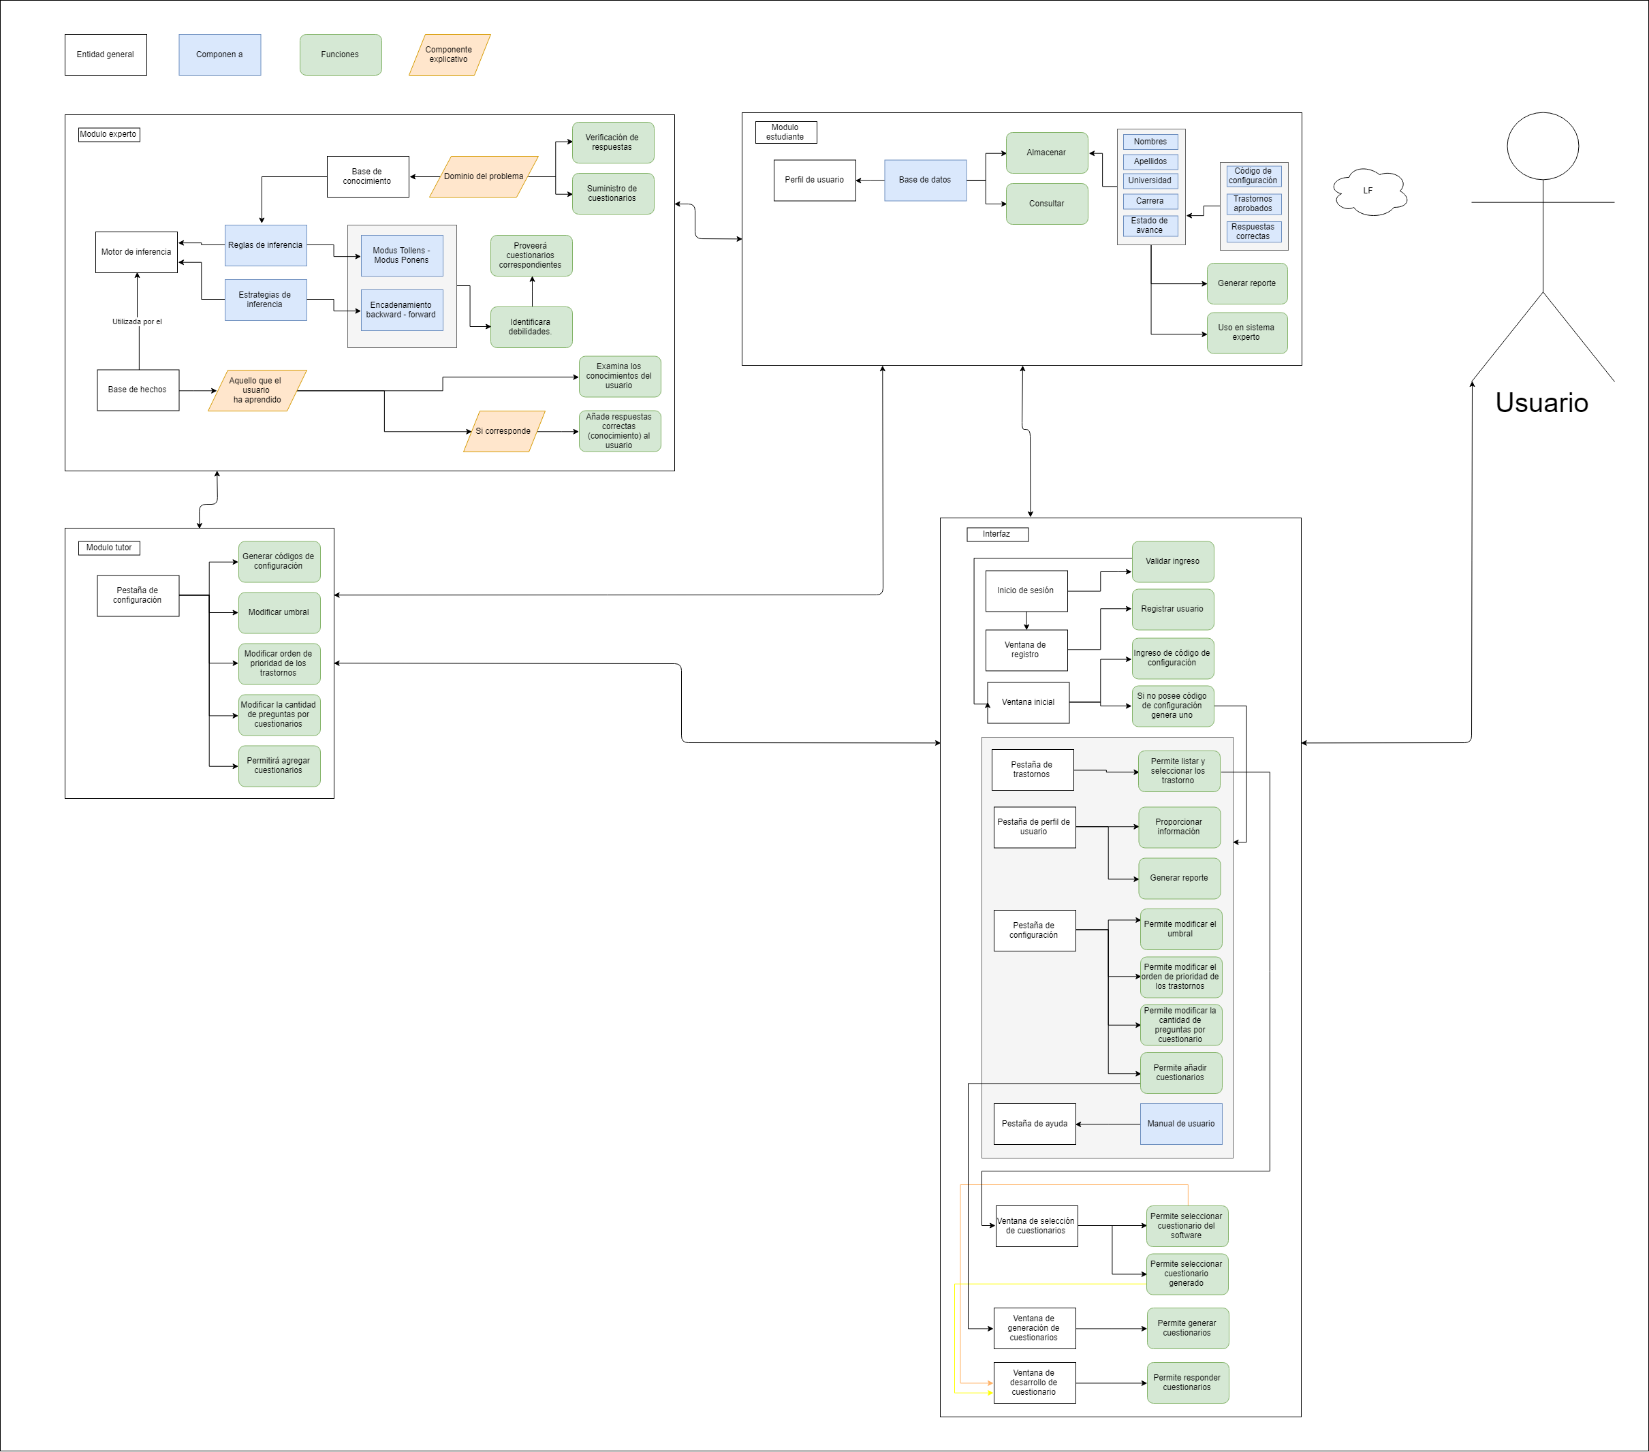 Entidad general
Componen a
Funciones
Componente
explicativo
Modulo experto
Verificación de
respuestas
Base de
conocimiento
Dominio del problema
Suministro de
cuestionarios
Motor de inferencia
Reglas de inferencia
Modus Tollens -
Modus Ponens
Proveerá
cuestionarios
correspondientes
Estrategias de
inferencia
Encadenamiento
backward - forward
Identificara
debilidades.
Utilizada por el
Base de hechos
Aquello que el
usuario
ha aprendido
Examina los
conocimientos del
usuario
Si corresponde
Añade respuestas
correctas
(conocimiento) al
usuario
Modulo
estudiante
Perfil de usuario
Base de datos
Almacenar
Consultar
Nombres
Apellidos
Universidad
Carrera
Estado de
avance
Código de
configuración
Trastornos
aprobados
Respuestas
correctas
Generar reporte
Uso en sistema
experto
LF
Usuario
Modulo tutor
Pestaña de
configuración
Generar códigos de
configuración
Modificar umbral
Modificar orden de
prioridad de los
trastornos
Modificar la cantidad
de preguntas por
cuestionarios
Permitirá agregar
cuestionarios
Interfaz
Validar ingreso
Inicio de sesión
Registrar usuario
Ventana de
registro
Ingreso de código de
configuración
Ventana inicial
Si no posee código
de configuración
genera uno
Pestaña de
trastornos
Permite listar y
seleccionar los
trastorno
Pestaña de perfil de
usuario
Proporcionar
información
Generar reporte
Pestaña de
configuración
Permite modificar el
umbral
Permite modificar el
orden de prioridad de
los trastornos
Permite modificar la
cantidad de
preguntas por
cuestionario
Permite añadir
cuestionarios
Pestaña de ayuda
Manual de usuario
Ventana de selección
de cuestionarios
Permite seleccionar
cuestionario del
software
Permite seleccionar
cuestionario
generado
Ventana de
generación de
cuestionarios
Permite generar
cuestionarios
Ventana de
desarrollo de
cuestionario
Permite responder
cuestionarios